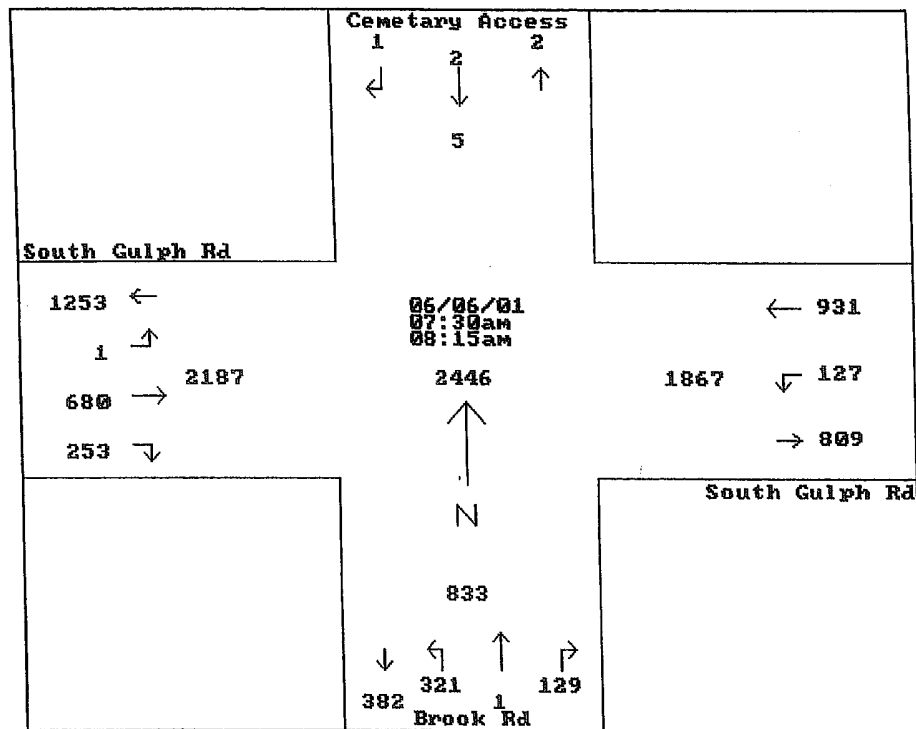 Cemetary Access
1 2 2
5
South Gulph Rd
1253
1
680
253
2187
06/06/01
07:30am
08:15am
2446
931
127
809
1867
South Gulph Rd
N
833
382 321 1 129
Brook Rd